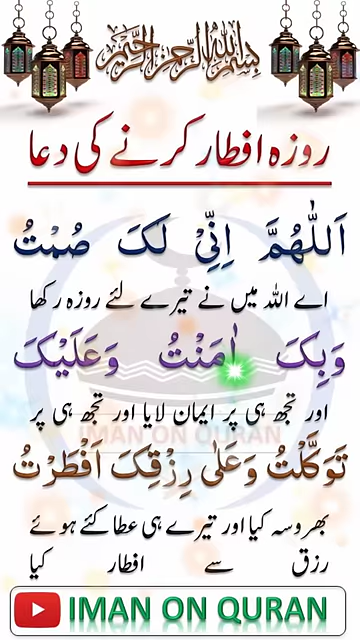 بسم الله الرحمن الرحيم
روزہ افطار کرنے کی دعا
اَللّٰهُمَّ اِنِّیْ لَکَ صُمْتُ
اے اللہ میں نے تیرے لئے روزہ رکھا
وَبِکَ اٰمَنْتُ وَعَلَیْکَ
اور تجھ ہی پر ایمان لایا اور تجھ ہی پر
IMAN ON QURAN
تَوَکَّلْتُ وَعَلٰی رِزْقِکَ اَفْطَرْتُ
بھروسہ کیا اور تیرے ہی عطا کئے ہوئے
رزق سے افطار کیا
IMAN ON QURAN